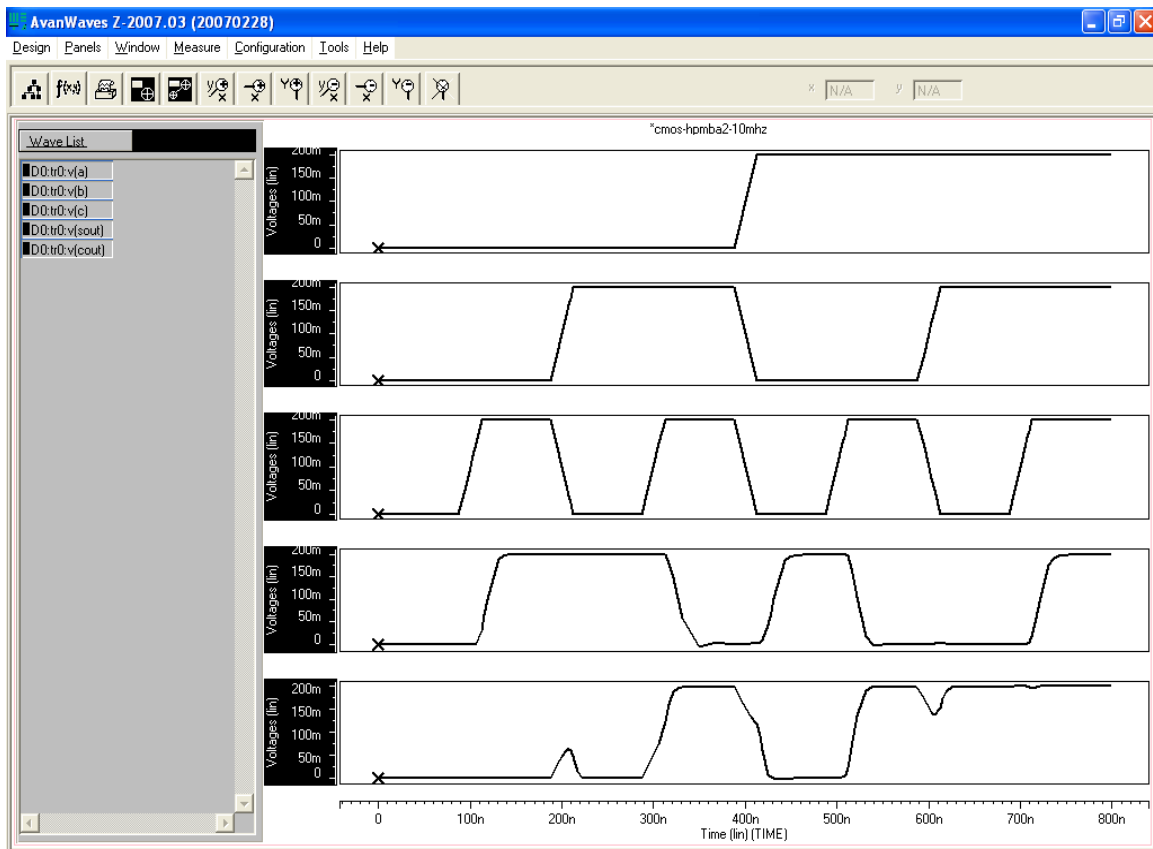 AvanWaves Z-2007.03 (20070228)
Design Panels Window Measure Configuration Tools Help
f(x,y)
x N/A y N/A
Wave List
D0:tr0:v(a)
D0:tr0:v(b)
D0:tr0:v(c)
D0:tr0:v(sout)
D0:tr0:v(cout)
*cmos-hpmba2-10mhz
Voltages (lin)
200m
150m
100m
50m
0
Voltages (lin)
200m
150m
100m
50m
0
Voltages (lin)
200m
150m
100m
50m
0
Voltages (lin)
200m
150m
100m
50m
0
Voltages (lin)
200m
150m
100m
50m
0
0 100n 200n 300n 400n 500n 600n 700n 800n
Time (lin) (TIME)